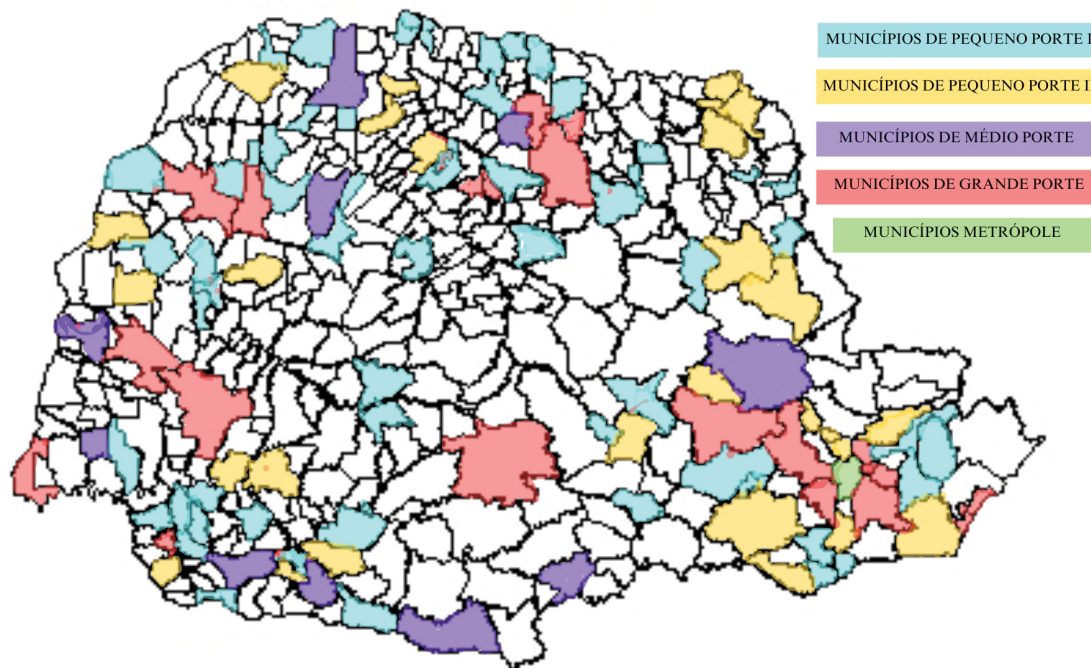 MUNICÍPIOS DE PEQUENO PORTE I
MUNICÍPIOS DE PEQUENO PORTE I
MUNICÍPIOS DE MÉDIO PORTE
MUNICÍPIOS DE GRANDE PORTE
MUNICÍPIOS METRÓPOLE